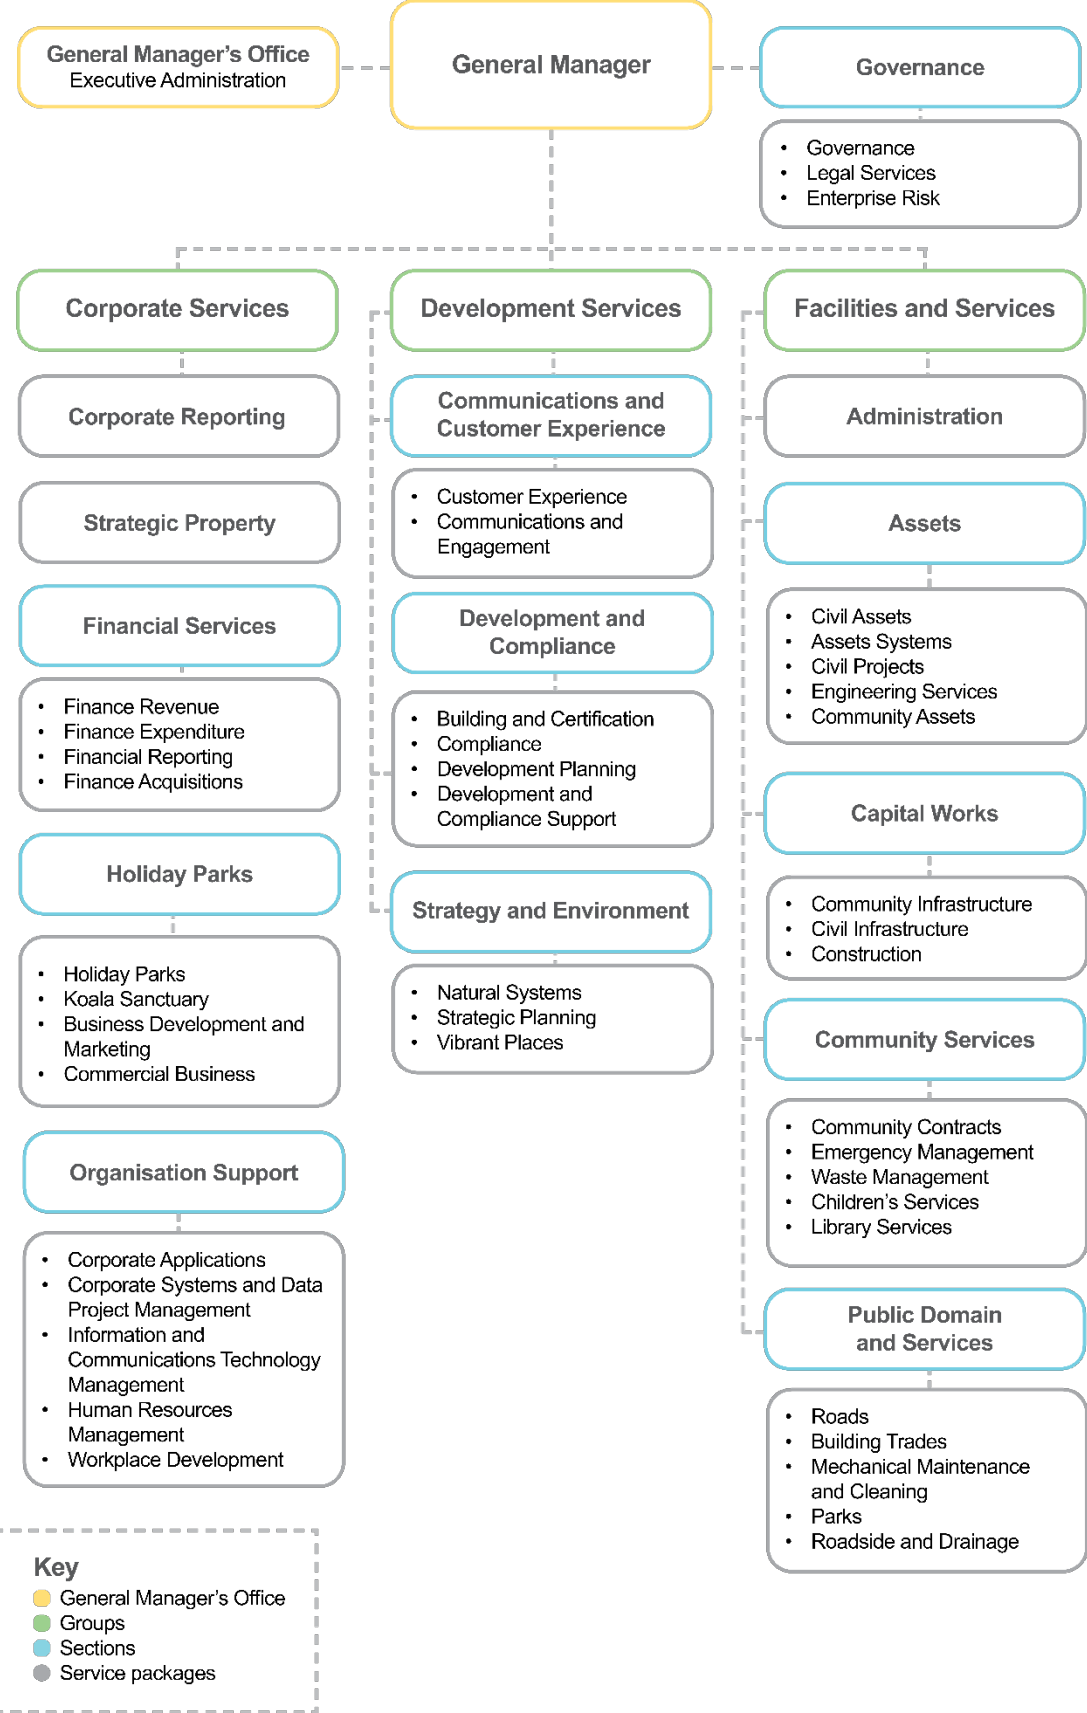 General Manager's Office
Executive Administration
General Manager
Governance
• Governance
• Legal Services
• Enterprise Risk
Corporate Services
Corporate Reporting
Strategic Property
Financial Services
• Finance Revenue
• Finance Expenditure
• Financial Reporting
• Finance Acquisitions
Holiday Parks
• Holiday Parks
• Koala Sanctuary
• Business Development and
Marketing
• Commercial Business
Organisation Support
• Corporate Applications
• Corporate Systems and Data
Project Management
• Information and
Communications Technology
Management
• Human Resources
Management
• Workplace Development
Development Services
Communications and
Customer Experience
• Customer Experience
• Communications and
Engagement
Development and
Compliance
• Building and Certification
• Compliance
• Development Planning
• Development and
Compliance Support
Strategy and Environment
• Natural Systems
• Strategic Planning
• Vibrant Places
Facilities and Services
Administration
Assets
• Civil Assets
• Assets Systems
• Civil Projects
• Engineering Services
• Community Assets
Capital Works
• Community Infrastructure
• Civil Infrastructure
• Construction
Community Services
• Community Contracts
• Emergency Management
• Waste Management
• Children's Services
• Library Services
Public Domain
and Services
• Roads
• Building Trades
• Mechanical Maintenance
and Cleaning
• Parks
• Roadside and Drainage
Key
General Manager's Office
Groups
Sections
Service packages